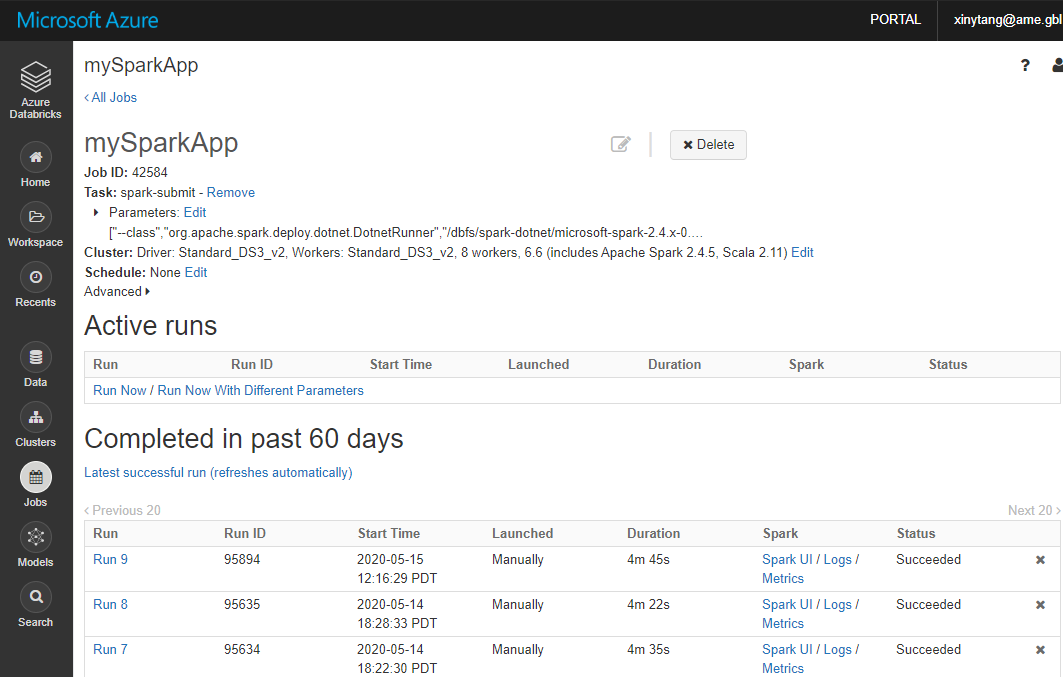 Microsoft Azure
PORTAL
xinytang@ame.gbl
Azure
Databricks
Home
Workspace
Recents
Data
Clusters
Jobs
Models
Search
mySparkApp
?
‹ All Jobs
mySparkApp
✖ Delete
Job ID: 42584
Task: spark-submit - Remove
Parameters: Edit
["--class","org.apache.spark.deploy.dotnet.DotnetRunner","/dbfs/spark-dotnet/microsoft-spark-2.4.x-0....
Cluster: Driver: Standard_DS3_v2, Workers: Standard_DS3_v2, 8 workers, 6.6 (includes Apache Spark 2.4.5, Scala 2.11) Edit
Schedule: None Edit
Advanced
Active runs
Run Run ID Start Time Launched Duration Spark Status
Run Now / Run Now With Different Parameters
Completed in past 60 days
Latest successful run (refreshes automatically)
‹ Previous 20 Next 20 ›
Run Run ID Start Time Launched Duration Spark Status
Run 9 95894 2020-05-15 Manually 4m 45s Spark UI / Logs / Succeeded ✖
12:16:29 PDT Metrics
Run 8 95635 2020-05-14 Manually 4m 22s Spark UI / Logs / Succeeded ✖
18:28:33 PDT Metrics
Run 7 95634 2020-05-14 Manually 4m 35s Spark UI / Logs / Succeeded ✖
18:22:30 PDT Metrics